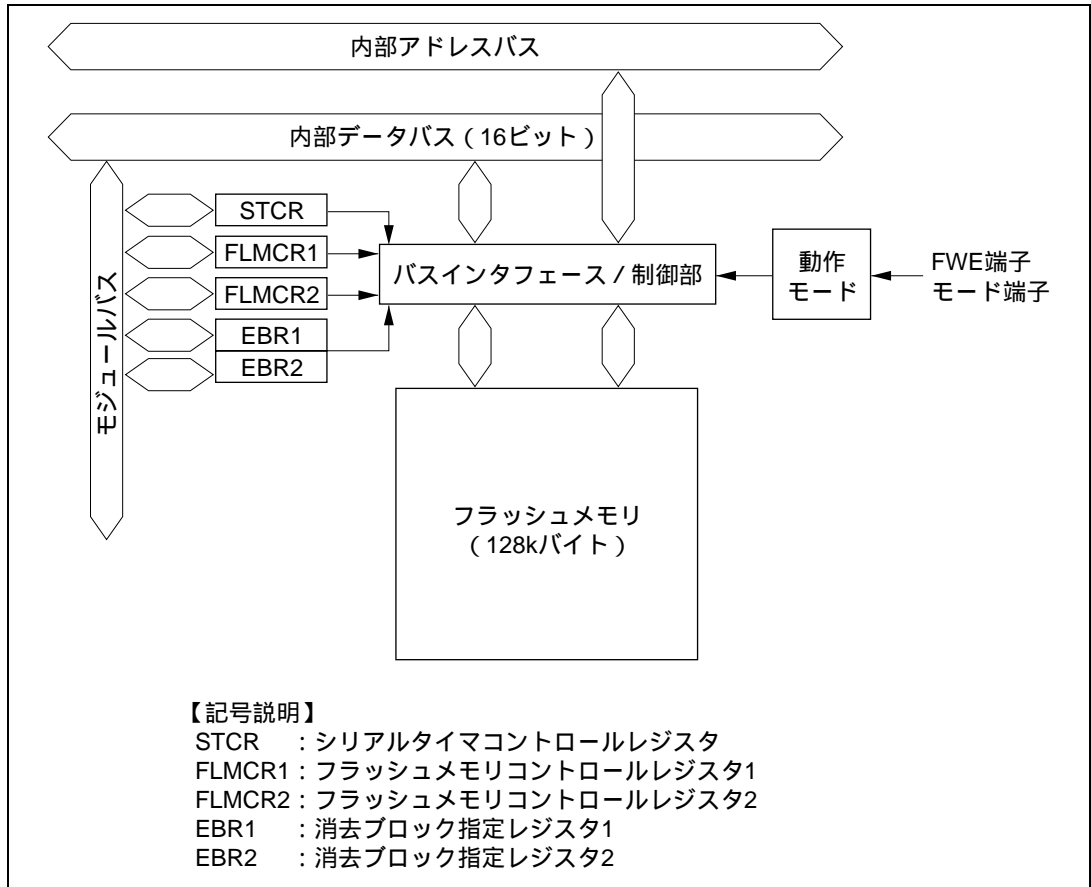 内部アドレスバス
内部データバス（16ビット）
モジュールバス
STCR
FLMCR1
FLMCR2
EBR1
EBR2
バスインタフェース／制御部
動作
モード
FWE端子
モード端子
フラッシュメモリ
（128kバイト）
【記号説明】
STCR ：シリアルタイマコントロールレジスタ
FLMCR1：フラッシュメモリコントロールレジスタ1
FLMCR2：フラッシュメモリコントロールレジスタ2
EBR1 ：消去ブロック指定レジスタ1
EBR2 ：消去ブロック指定レジスタ2